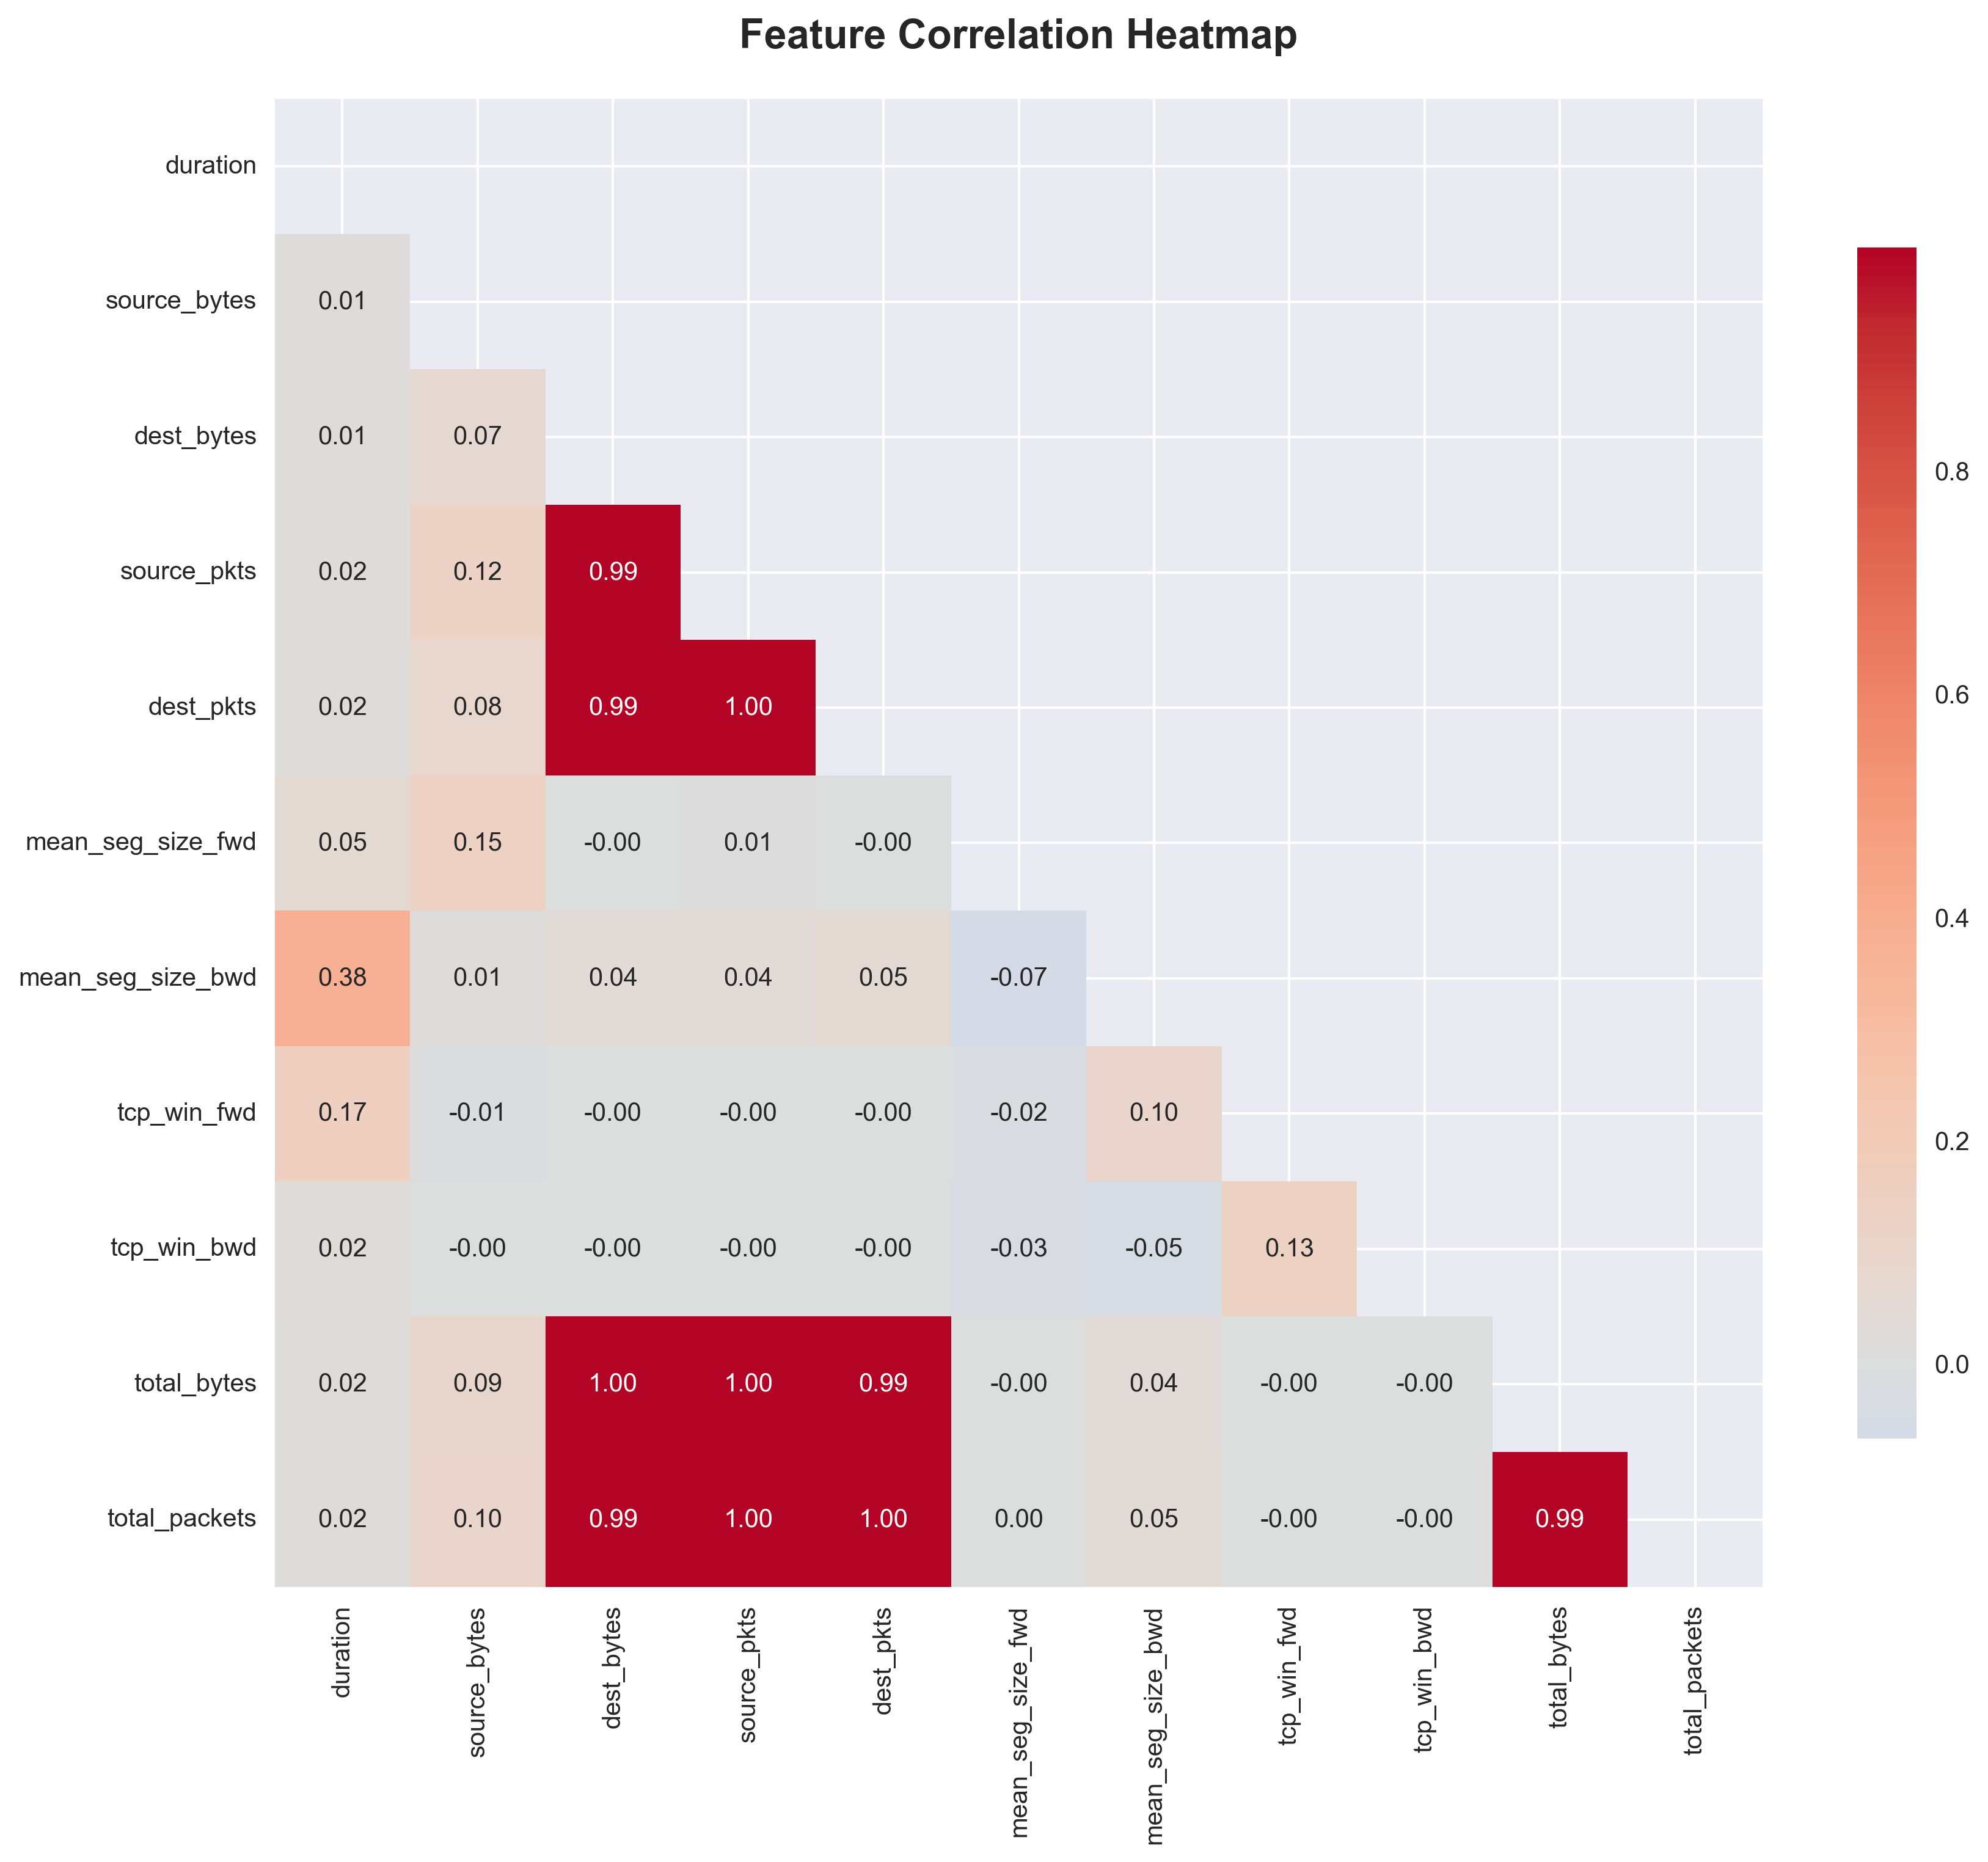 Feature Correlation Heatmap
duration
source_bytes 0.01
dest_bytes 0.01 0.07
0.8
source_pkts 0.02 0.12 0.99
0.6
dest_pkts 0.02 0.08 0.99 1.00
mean_seg_size_fwd 0.05 0.15 -0.00 0.01 -0.00
0.4
mean_seg_size_bwd 0.38 0.01 0.04 0.04 0.05 -0.07
tcp_win_fwd 0.17 -0.01 -0.00 -0.00 -0.00 -0.02 0.10
0.2
tcp_win_bwd 0.02 -0.00 -0.00 -0.00 -0.00 -0.03 -0.05 0.13
0.0
total_bytes 0.02 0.09 1.00 1.00 0.99 -0.00 0.04 -0.00 -0.00
total_packets 0.02 0.10 0.99 1.00 1.00 0.00 0.05 -0.00 -0.00 0.99
duration
source_bytes
dest_bytes
source_pkts
dest_pkts
mean_seg_size_fwd
mean_seg_size_bwd
tcp_win_fwd
tcp_win_bwd
total_bytes
total_packets